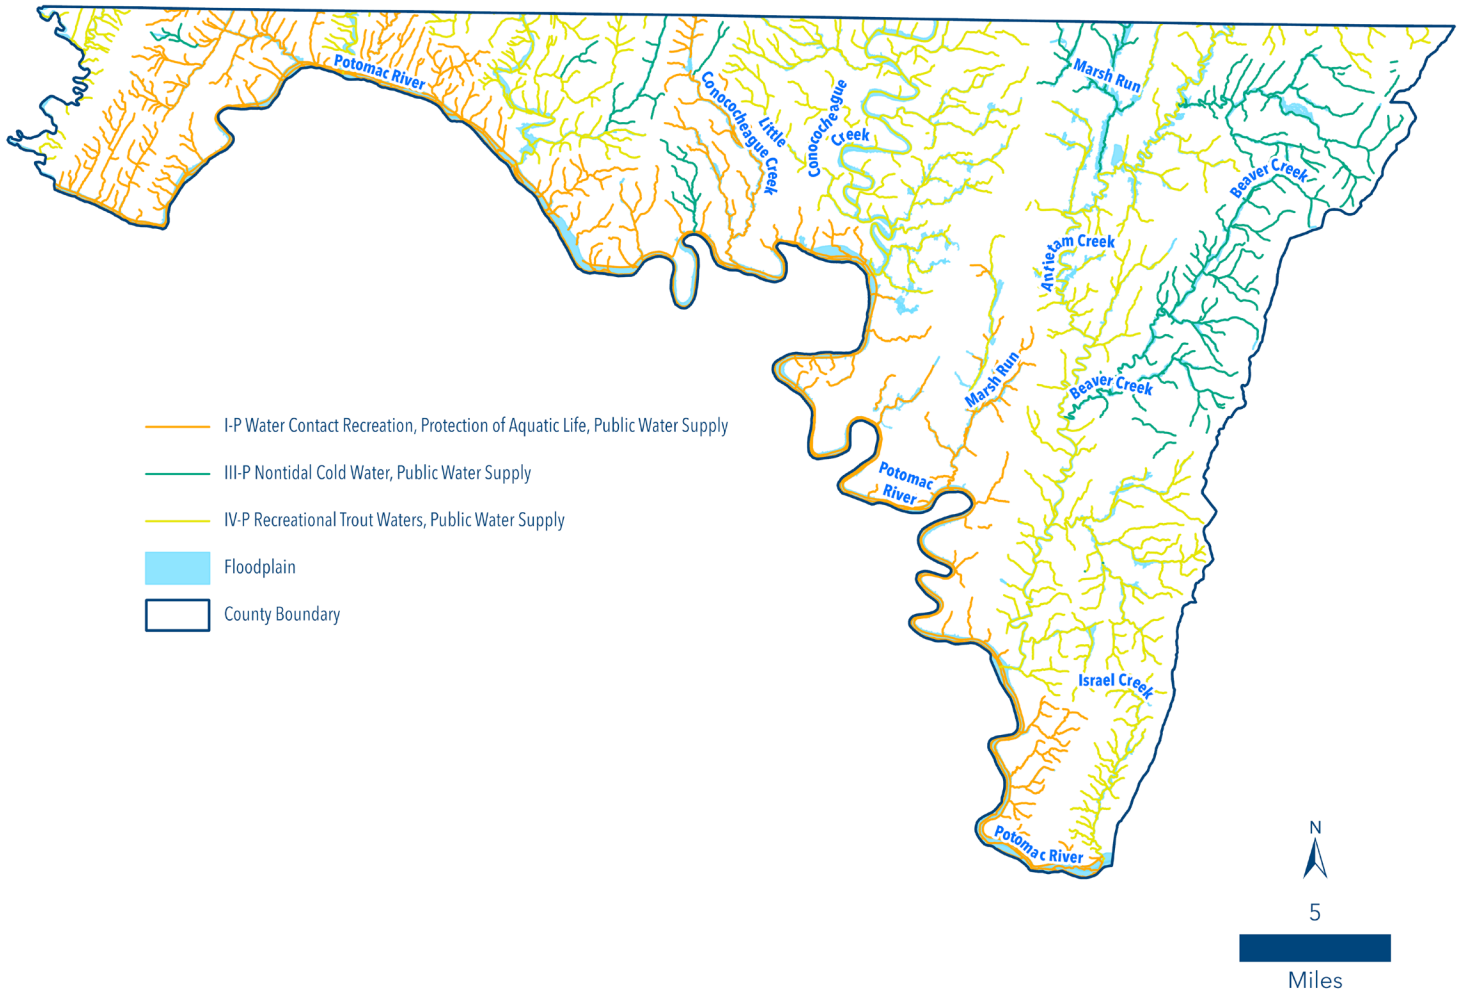 Potomac River
Conococheague Creek
Little
Conococheague
Creek
Marsh Run
Beaver Creek
Antietam Creek
Marsh Run
Beaver Creek
I-P Water Contact Recreation, Protection of Aquatic Life, Public Water Supply
III-P Nontidal Cold Water, Public Water Supply
IV-P Recreational Trout Waters, Public Water Supply
Floodplain
County Boundary
Potomac
River
Israel Creek
Potomac River
N
5
Miles